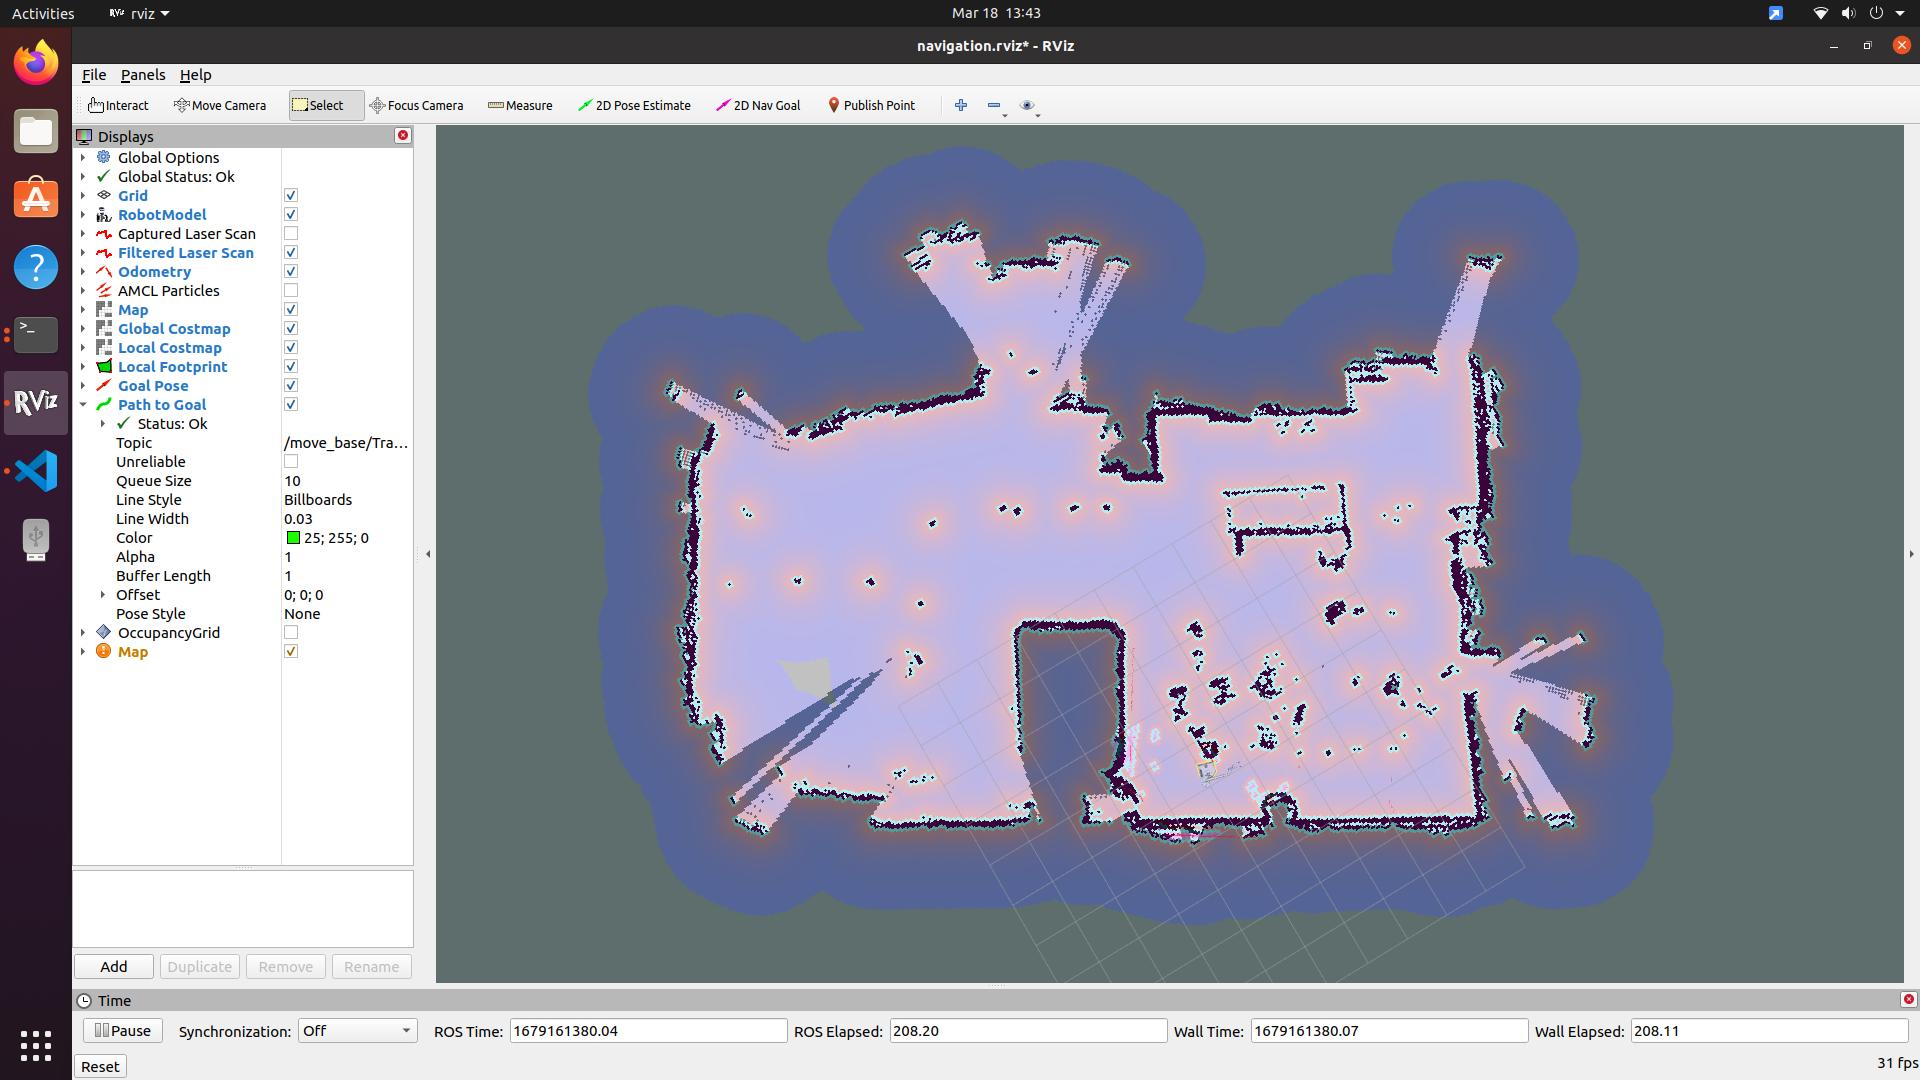 Activities
rviz
Mar 18 13:43
navigation.rviz* - RViz
File Panels Help
Interact Move Camera Select Focus Camera Measure 2D Pose Estimate 2D Nav Goal Publish Point
Displays
Global Options
Global Status: Ok
Grid
RobotModel
Captured Laser Scan
Filtered Laser Scan
Odometry
AMCL Particles
Map
Global Costmap
Local Costmap
Local Footprint
Goal Pose
Path to Goal
Status: Ok
Topic /move_base/Tra...
Unreliable
Queue Size 10
Line Style Billboards
Line Width 0.03
Color 25; 255; 0
Alpha 1
Buffer Length 1
Offset 0; 0; 0
Pose Style None
OccupancyGrid
Map
RViz
Add Duplicate Remove Rename
Time
Pause Synchronization: Off ROS Time: 1679161380.04 ROS Elapsed: 208.20 Wall Time: 1679161380.07 Wall Elapsed: 208.11
Reset
31 fps